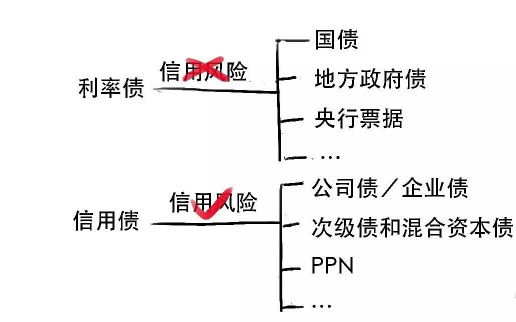 国债
信用风险
地方政府债
利率债
央行票据
...
公司债／企业债
信用风险
信用债
次级债和混合资本债
PPN
...